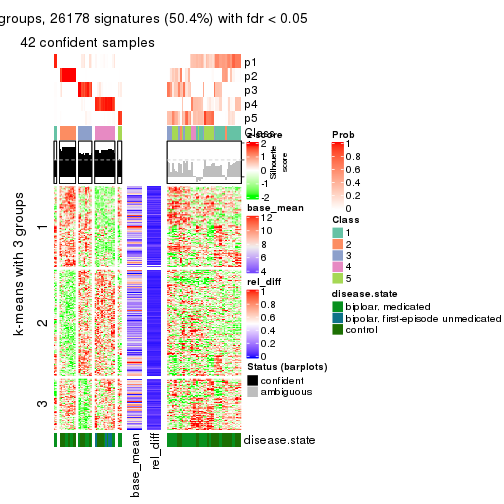 groups, 26178 signatures (50.4%) with fdr < 0.05
42 confident samples
p1
p2
p3
p4
p5
Class
z-score
2
1
0
-1
-2
Silhouette
score
base_mean
12
10
8
6
4
rel_diff
1
0.8
0.6
0.4
0.2
0
Status (barplots)
confident
ambiguous
Prob
1
0.8
0.6
0.4
0.2
0
Class
1
2
3
4
5
disease.state
biploar. medicated
bipolar. first-episode unmedicated
control
k-means with 3 groups
1
2
3
base_mean
rel_diff
disease.state